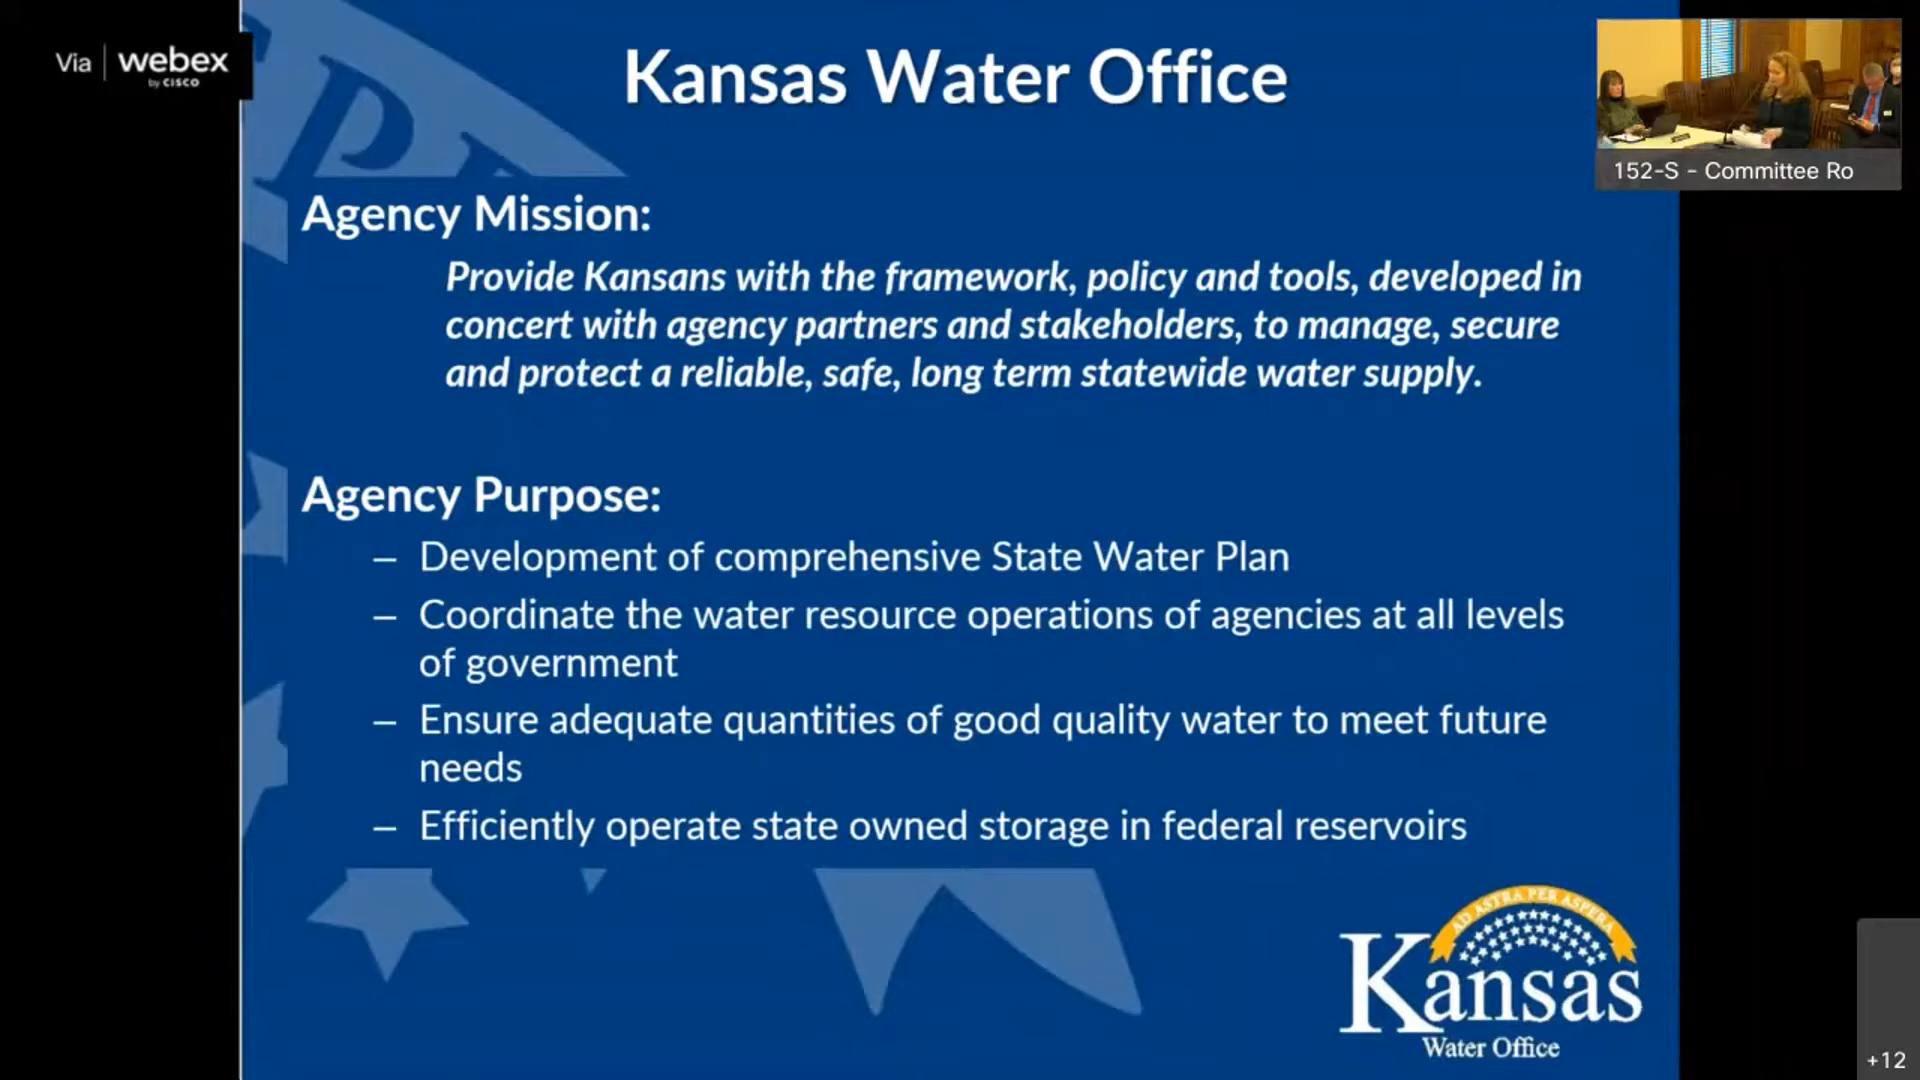 Via webex
by CISCO
Kansas Water Office
152-S - Committee Ro
Agency Mission:
Provide Kansans with the framework, policy and tools, developed in
concert with agency partners and stakeholders, to manage, secure
and protect a reliable, safe, long term statewide water supply.
Agency Purpose:
– Development of comprehensive State Water Plan
– Coordinate the water resource operations of agencies at all levels
of government
– Ensure adequate quantities of good quality water to meet future
needs
– Efficiently operate state owned storage in federal reservoirs
AD ASTRA PER ASPERA
Kansas
Water Office
+12